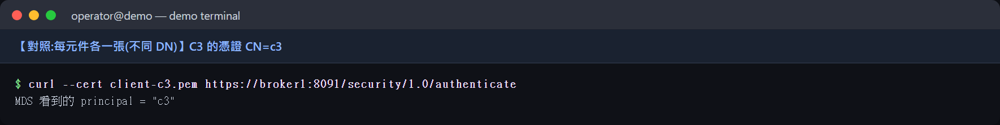 operator@demo — demo terminal
【對照:每元件各一張(不同 DN)】C3 的憑證 CN=c3
$ curl --cert client-c3.pem https://broker1:8091/security/1.0/authenticate
MDS 看到的 principal = "c3"